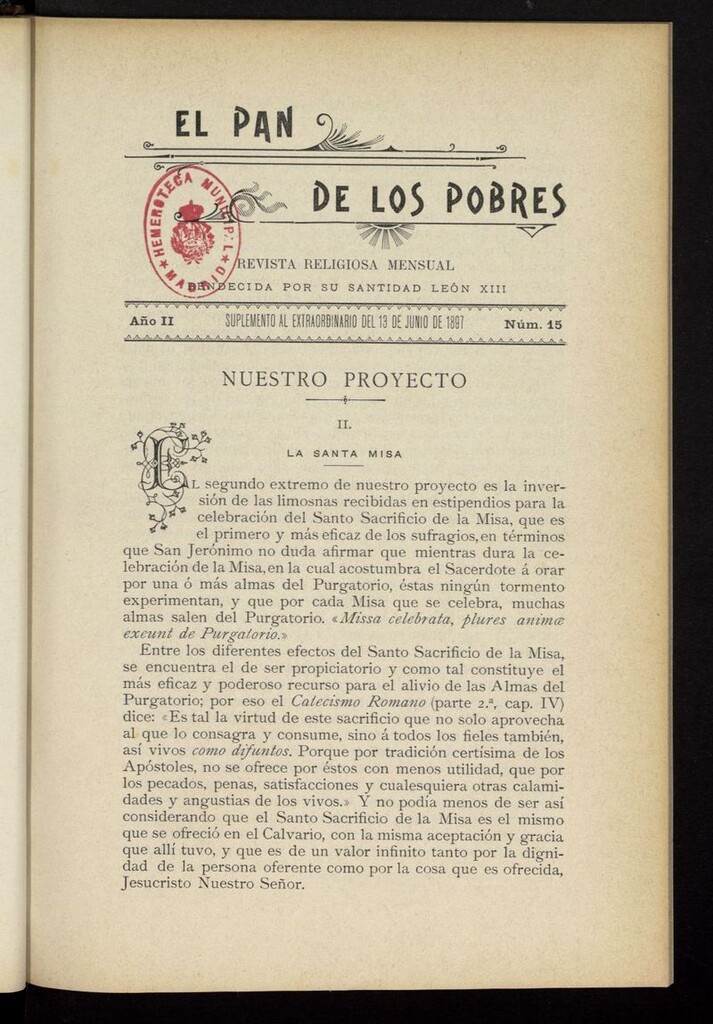 EL PAN
DE LOS POBRES
HEMEROTECA MUNICIPAL
MADRID
REVISTA RELIGIOSA MENSUAL
BENDECIDA POR SU SANTIDAD LEÓN XIII
Año II SUPLEMENTO AL EXTRAORDINARIO DEL 13 DE JUNIO DE 1897 Núm. 15
NUESTRO PROYECTO
II.
LA SANTA MISA
EL segundo extremo de nuestro proyecto es la inver-
sión de las limosnas recibidas en estipendios para la
celebración del Santo Sacrificio de la Misa, que es
el primero y más eficaz de los sufragios, en términos
que San Jerónimo no duda afirmar que mientras dura la ce-
lebración de la Misa, en la cual acostumbra el Sacerdote á orar
por una ó más almas del Purgatorio, éstas ningún tormento
experimentan, y que por cada Misa que se celebra, muchas
almas salen del Purgatorio. «Missa celebrata, plures animæ
exeunt de Purgatorio.»
Entre los diferentes efectos del Santo Sacrificio de la Misa,
se encuentra el de ser propiciatorio y como tal constituye el
más eficaz y poderoso recurso para el alivio de las Almas del
Purgatorio; por eso el Catecismo Romano (parte 2.ª, cap. IV)
dice: «Es tal la virtud de este sacrificio que no solo aprovecha
al que lo consagra y consume, sino á todos los fieles también,
así vivos como difuntos. Porque por tradición certísima de los
Apóstoles, no se ofrece por éstos con menos utilidad, que por
los pecados, penas, satisfacciones y cualesquiera otras calami-
dades y angustias de los vivos.» Y no podía menos de ser así
considerando que el Santo Sacrificio de la Misa es el mismo
que se ofreció en el Calvario, con la misma aceptación y gracia
que allí tuvo, y que es de un valor infinito tanto por la digni-
dad de la persona oferente como por la cosa que es ofrecida,
Jesucristo Nuestro Señor.